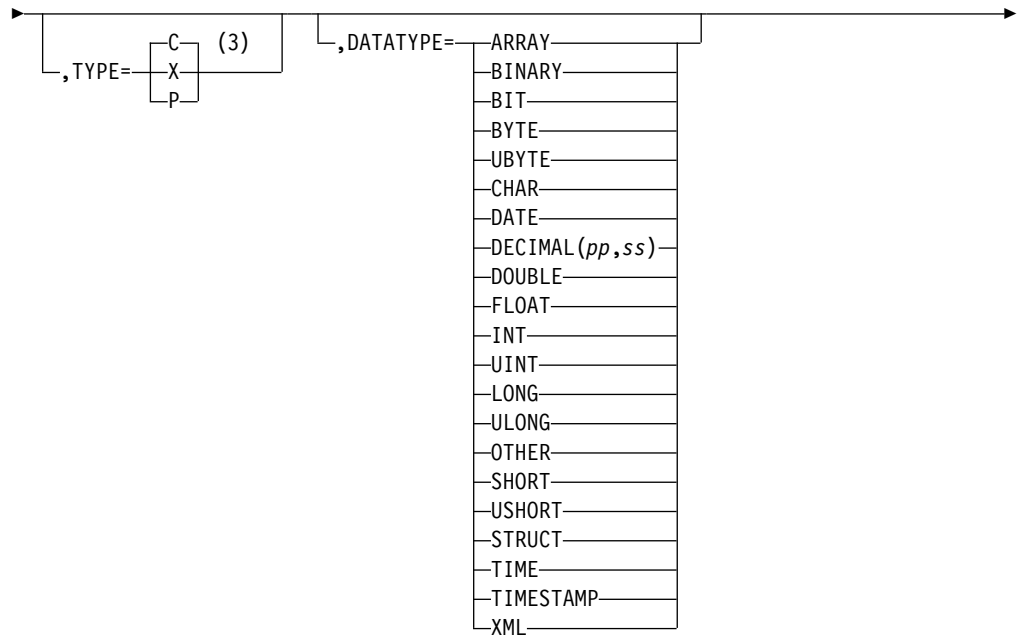 C (3)
,TYPE= X
P
,DATATYPE= ARRAY
BINARY
BIT
BYTE
UBYTE
CHAR
DATE
DECIMAL(pp,ss)
DOUBLE
FLOAT
INT
UINT
LONG
ULONG
OTHER
SHORT
USHORT
STRUCT
TIME
TIMESTAMP
XML